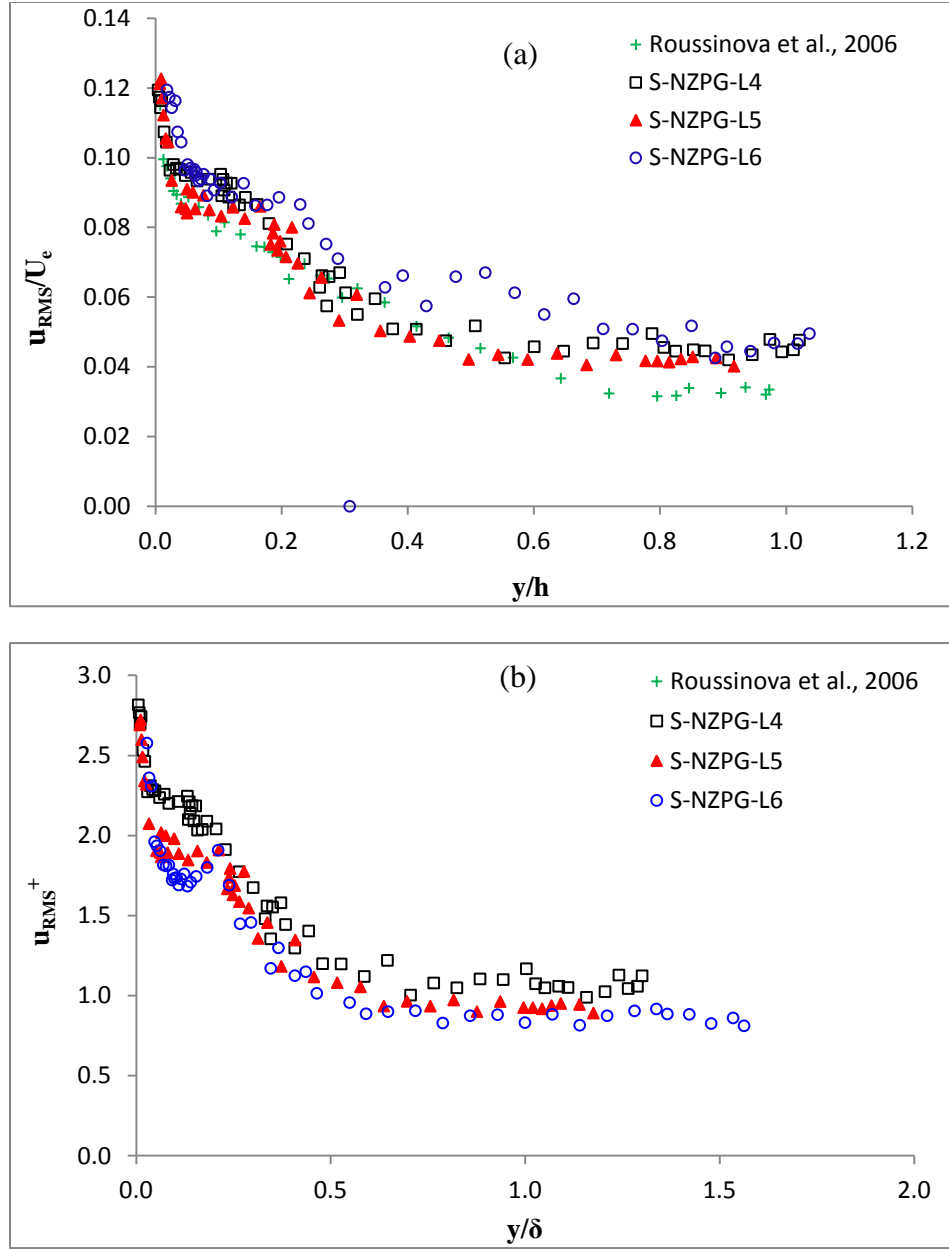 0.14
0.12
0.10
0.08
0.06
0.04
0.02
0.00
0.0 0.2 0.4 0.6 0.8 1.0 1.2
u_RMS/U_e
y/h
(a)
Roussinova et al., 2006
S-NZPG-L4
S-NZPG-L5
S-NZPG-L6
3.0
2.5
2.0
1.5
1.0
0.5
0.0
0.0 0.5 1.0 1.5 2.0
u_RMS^+
y/δ
(b)
Roussinova et al., 2006
S-NZPG-L4
S-NZPG-L5
S-NZPG-L6